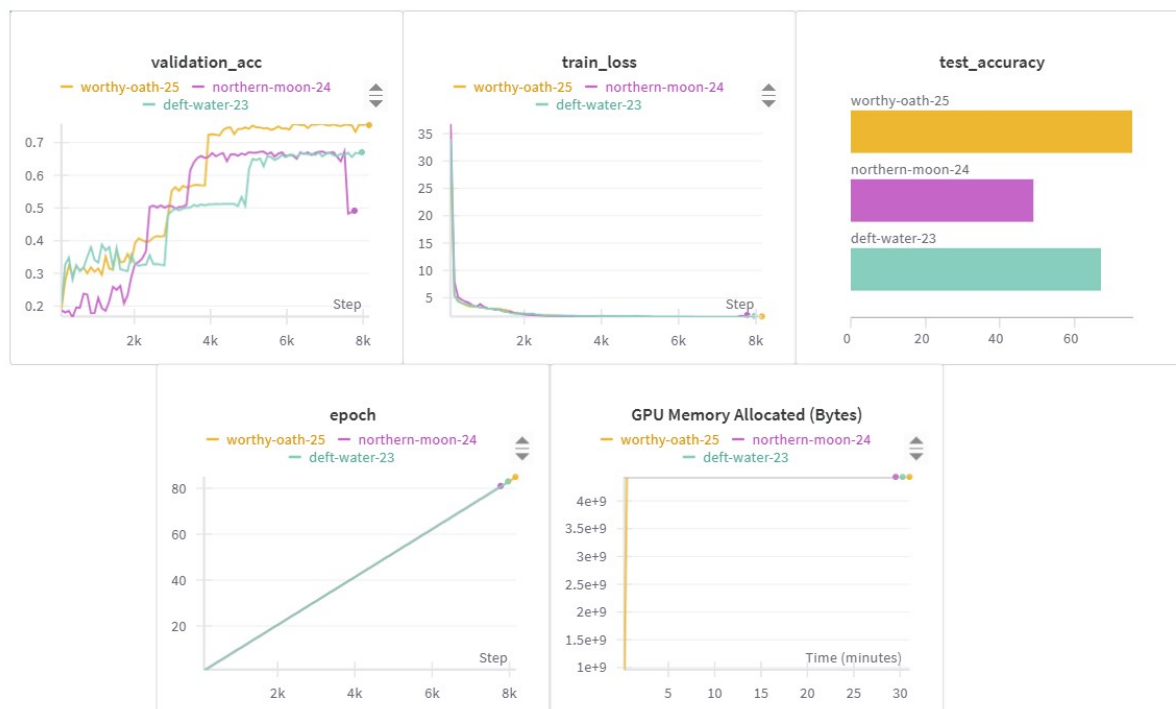 validation_acc
worthy-oath-25 northern-moon-24
deft-water-23
0.7
0.6
0.5
0.4
0.3
0.2
Step
2k 4k 6k 8k
train_loss
worthy-oath-25 northern-moon-24
deft-water-23
35
30
25
20
15
10
5
Step
2k 4k 6k 8k
test_accuracy
worthy-oath-25
northern-moon-24
deft-water-23
0 20 40 60
epoch
worthy-oath-25 northern-moon-24
deft-water-23
80
60
40
20
Step
2k 4k 6k 8k
GPU Memory Allocated (Bytes)
worthy-oath-25 northern-moon-24
deft-water-23
4e+9
3.5e+9
3e+9
2.5e+9
2e+9
1.5e+9
1e+9
Time (minutes)
5 10 15 20 25 30